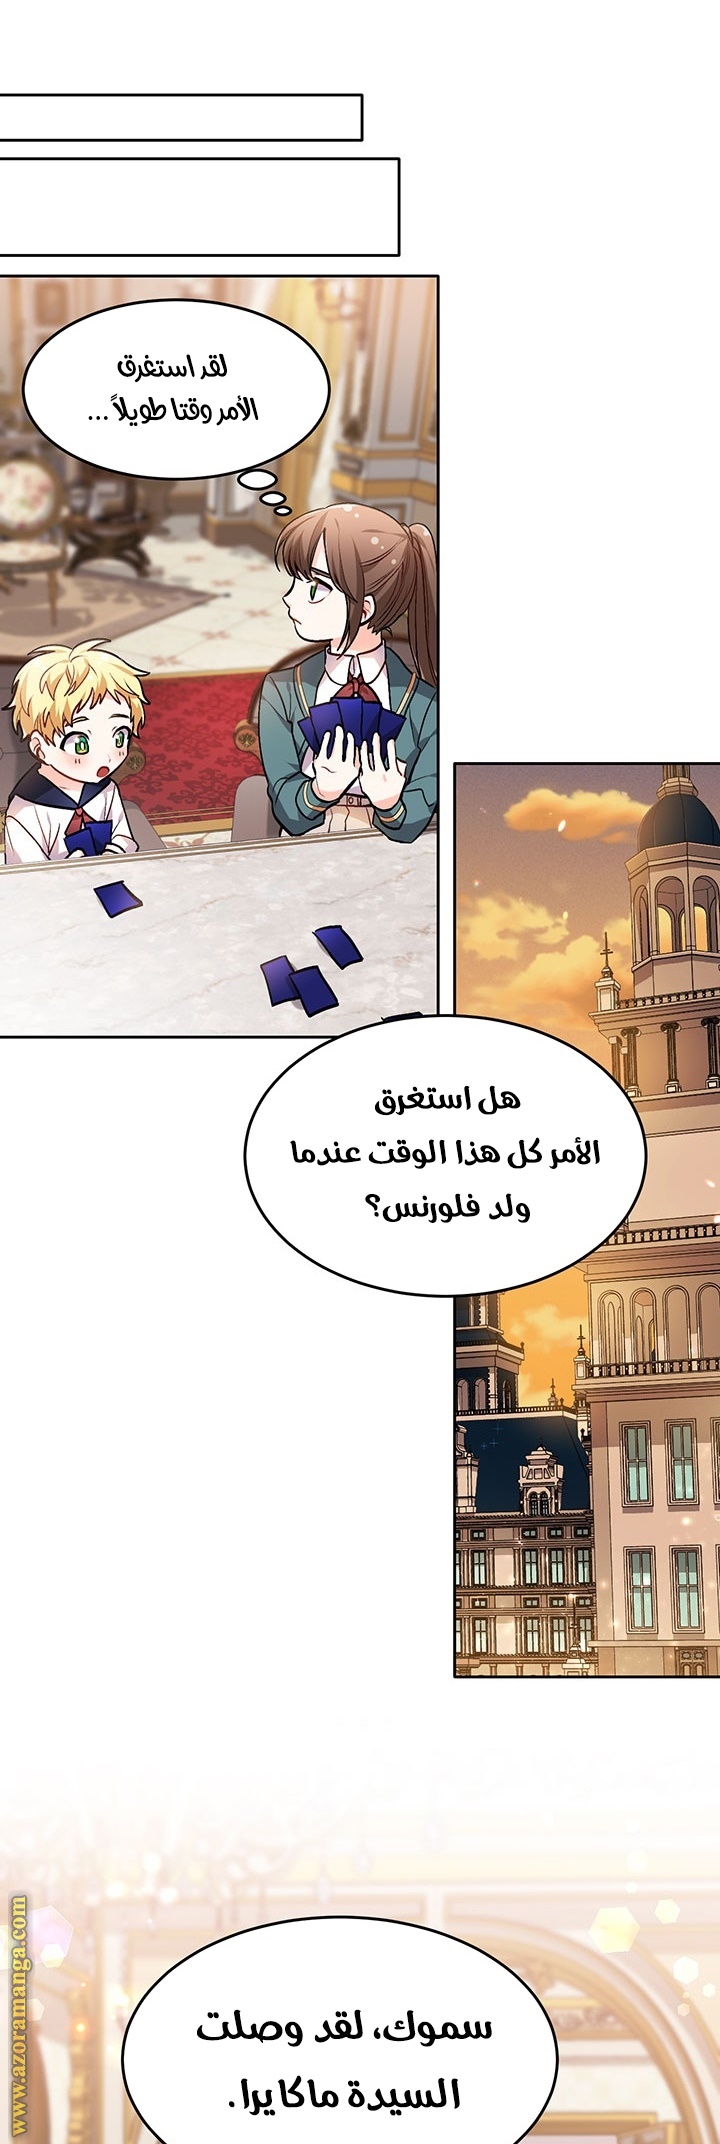 لقد استغرق
الأمر وقتا طويلاً...
هل استغرق
الأمر كل هذا الوقت عندما
ولد فلورنس؟
سموك، لقد وصلت
السيدة ماكايرا.
www.azoramanga.com